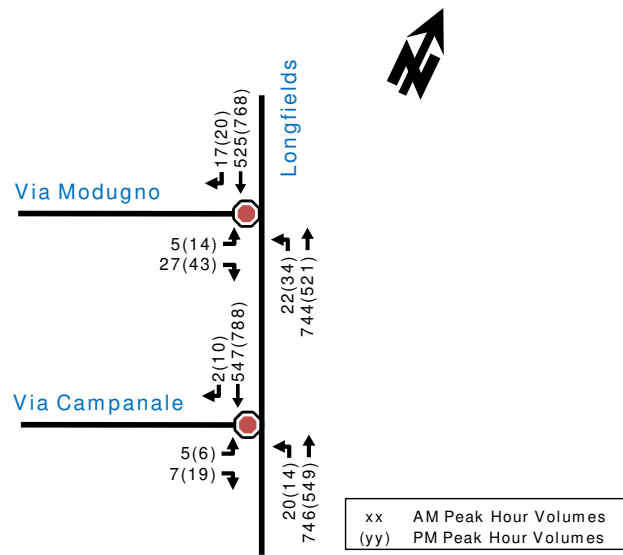 Longfields
17(20)
525(768)
Via Modugno
5(14)
27(43)
22(34)
744(521)
2(10)
547(788)
Via Campanale
5(6)
7(19)
20(14)
746(549)
xx AM Peak Hour Volumes
(yy) PM Peak Hour Volumes